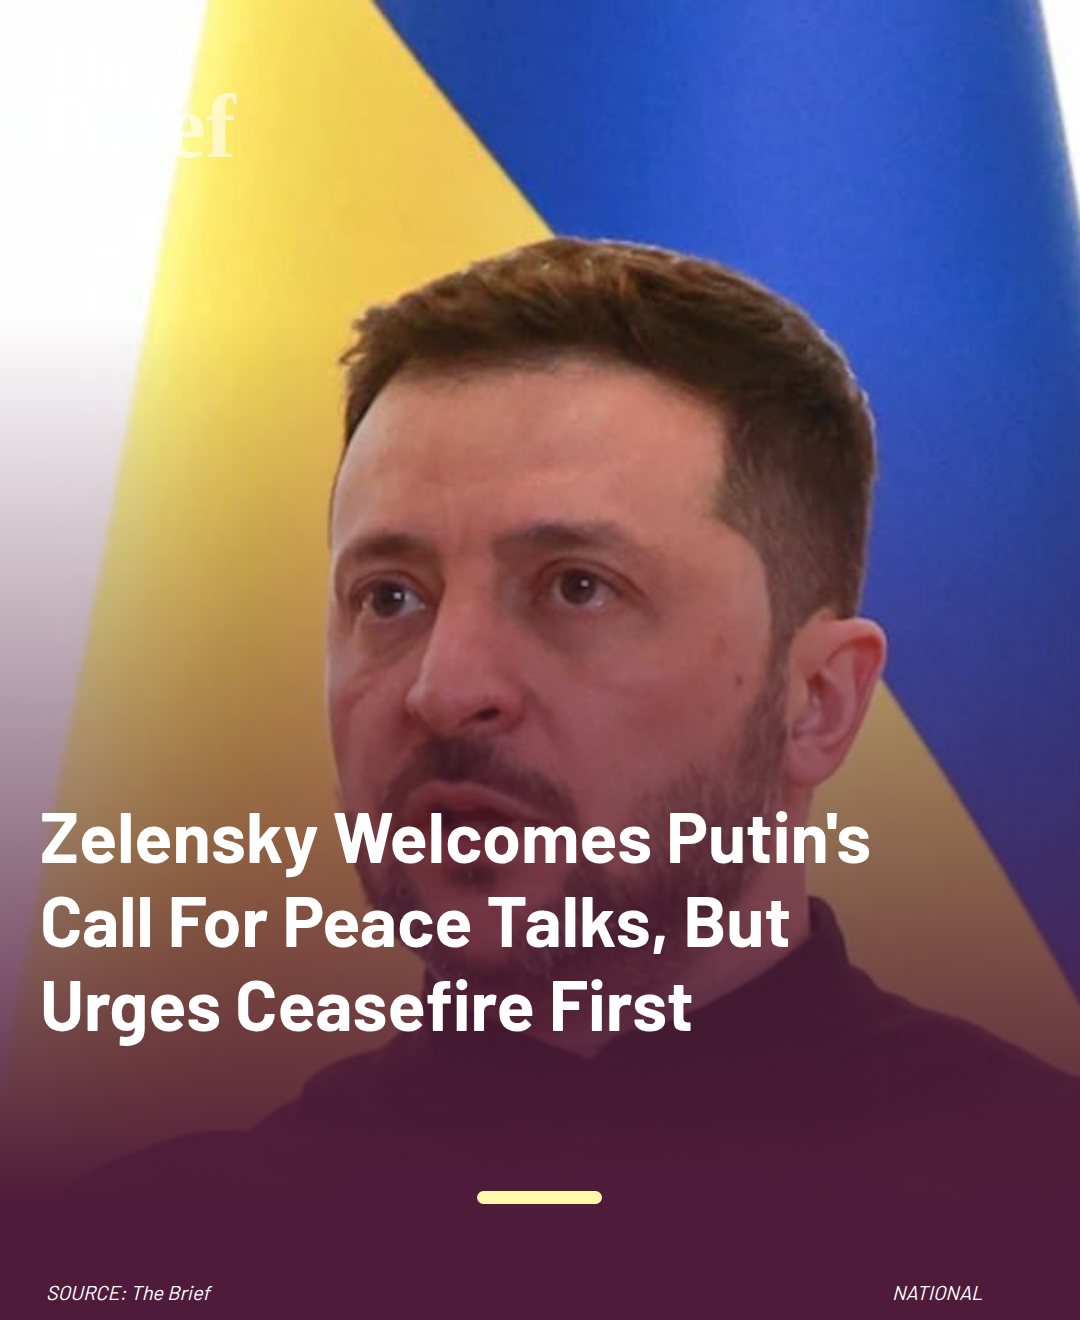 Brief
Zelensky Welcomes Putin's
Call For Peace Talks, But
Urges Ceasefire First
SOURCE: The Brief
NATIONAL